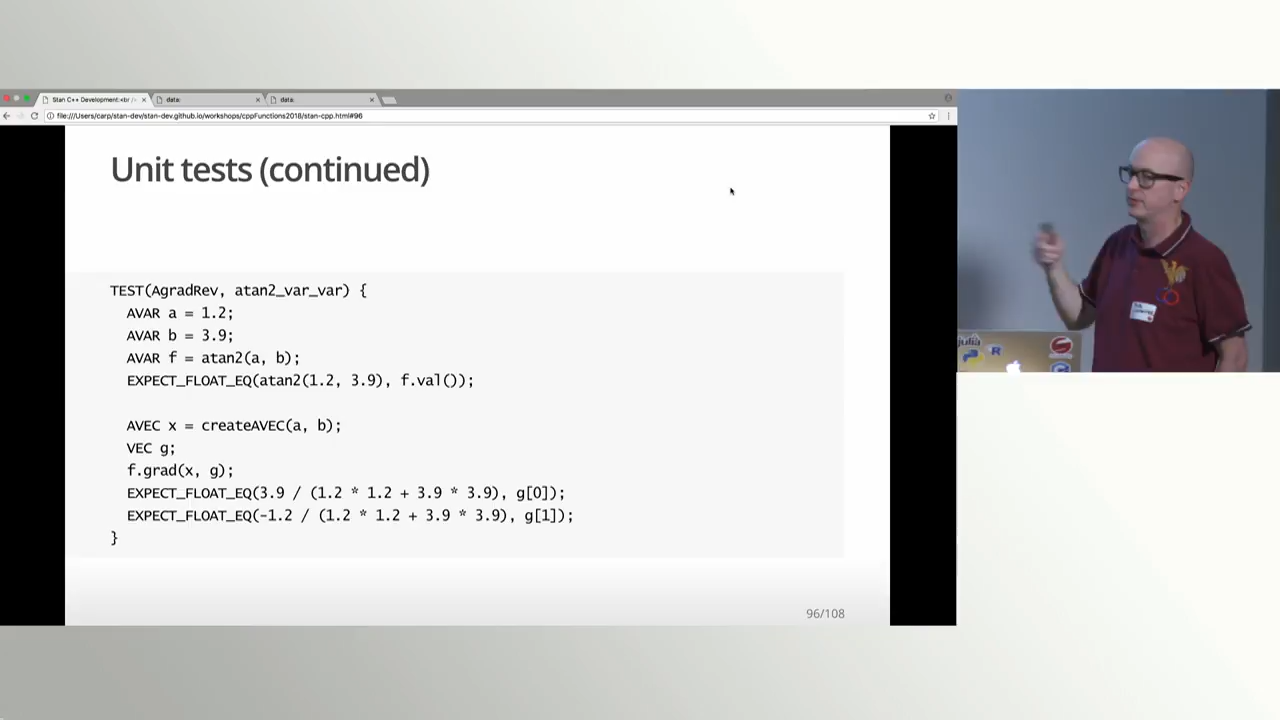 Stan C++ Development:<br /> 
data:
data:
file:///Users/carp/stan-dev/stan-dev.github.io/workshops/cppFunctions2018/stan-cpp.html#96
Unit tests (continued)
TEST(AgradRev, atan2_var_var) {
AVAR a = 1.2;
AVAR b = 3.9;
AVAR f = atan2(a, b);
EXPECT_FLOAT_EQ(atan2(1.2, 3.9), f.val());
AVEC x = createAVEC(a, b);
VEC g;
f.grad(x, g);
EXPECT_FLOAT_EQ(3.9 / (1.2 * 1.2 + 3.9 * 3.9), g[0]);
EXPECT_FLOAT_EQ(-1.2 / (1.2 * 1.2 + 3.9 * 3.9), g[1]);
}
96/108
julia
R